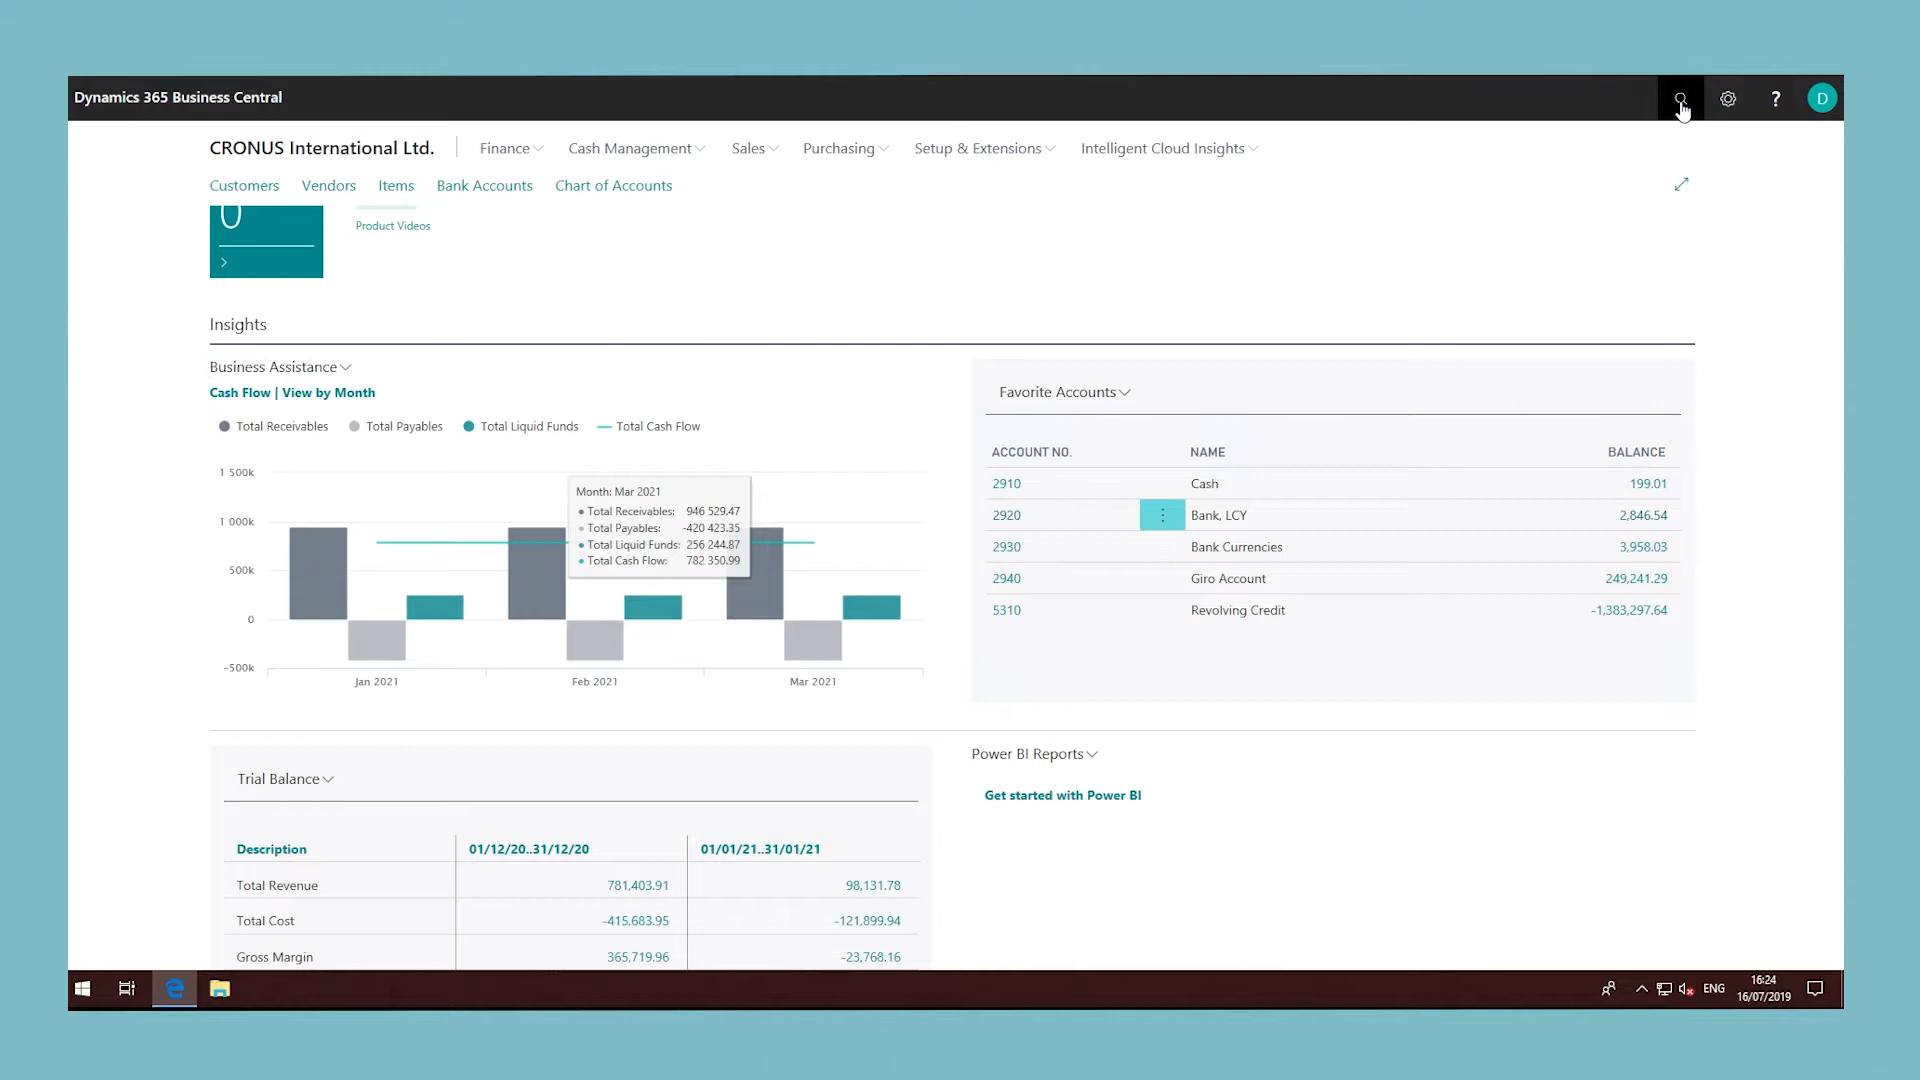 Dynamics 365 Business Central
?
D
CRONUS International Ltd.
Finance
Cash Management
Sales
Purchasing
Setup & Extensions
Intelligent Cloud Insights
Customers
Vendors
Items
Bank Accounts
Chart of Accounts
0
Product Videos
Insights
Business Assistance
Cash Flow | View by Month
Total Receivables
Total Payables
Total Liquid Funds
Total Cash Flow
1 500k
1 000k
500k
0
-500k
Jan 2021
Feb 2021
Mar 2021
Month: Mar 2021
Total Receivables: 946 529.47
Total Payables: -420 423.35
Total Liquid Funds: 256 244.87
Total Cash Flow: 782 350.99
Favorite Accounts
ACCOUNT NO. NAME BALANCE
2910 Cash 199.01
2920 Bank, LCY 2,846.54
2930 Bank Currencies 3,958.03
2940 Giro Account 249,241.29
5310 Revolving Credit -1,383,297.64
Trial Balance
Description 01/12/20..31/12/20 01/01/21..31/01/21
Total Revenue 781,403.91 98,131.78
Total Cost -415,683.95 -121,899.94
Gross Margin 365,719.96 -23,768.16
Power BI Reports
Get started with Power BI
ENG
16:24
16/07/2019